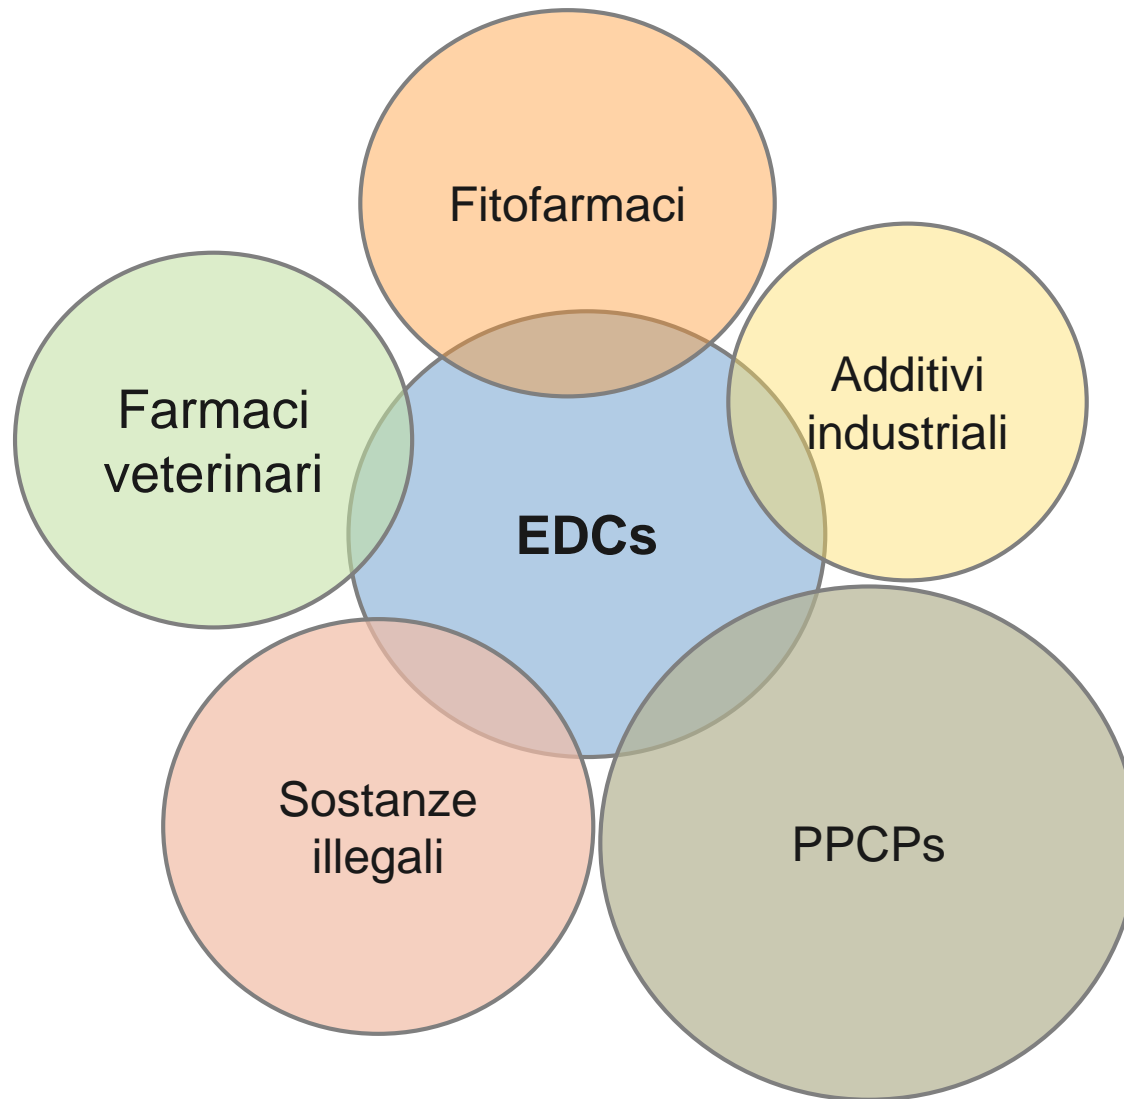 Fitofarmaci
Additivi
industriali
Farmaci
veterinari
EDCs
Sostanze
illegali
PPCPs